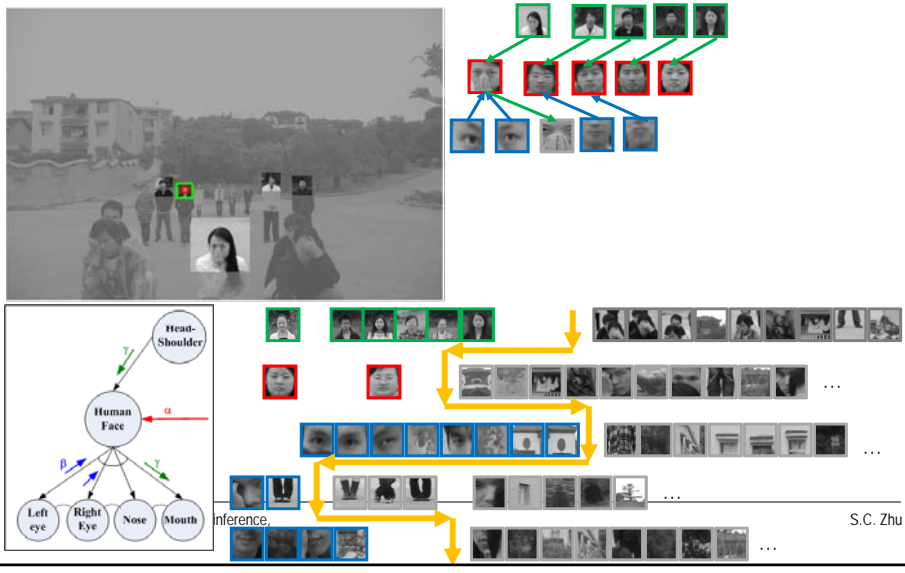 Head-
Shoulder
γ
Human
Face
α
β
γ
Left
eye
Right
Eye
Nose
Mouth
inference,
S.C. Zhu
…
…
…
…